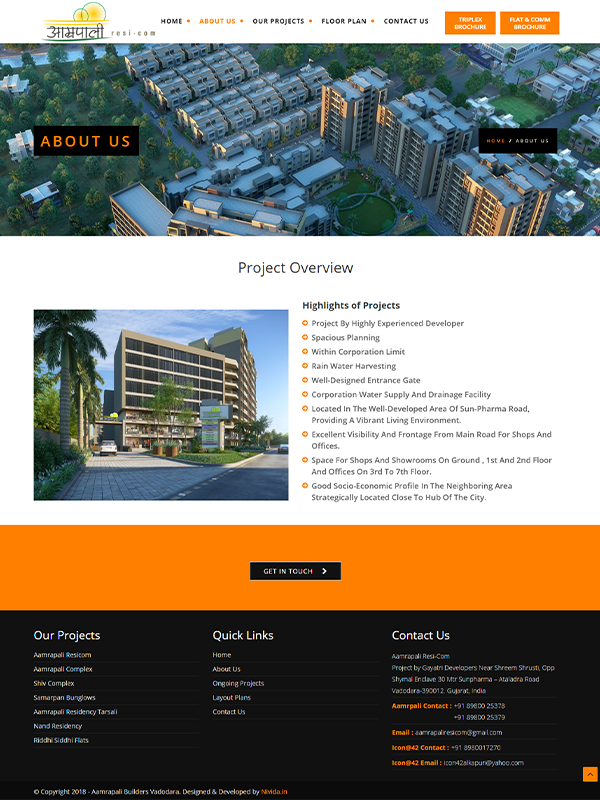 आम्रपाली
resi-com
HOME
ABOUT US
OUR PROJECTS
FLOOR PLAN
CONTACT US
TRIPLEX
BROCHURE
FLAT & COMM
BROCHURE
ABOUT US
HOME / ABOUT US
Project Overview
Highlights of Projects
Project By Highly Experienced Developer
Spacious Planning
Within Corporation Limit
Rain Water Harvesting
Well-Designed Entrance Gate
Corporation Water Supply And Drainage Facility
Located In The Well-Developed Area Of Sun-Pharma Road,
Providing A Vibrant Living Environment.
Excellent Visibility And Frontage From Main Road For Shops And
Offices.
Space For Shops And Showrooms On Ground , 1st And 2nd Floor
And Offices On 3rd To 7th Floor.
Good Socio-Economic Profile In The Neighboring Area
Strategically Located Close To Hub Of The City.
GET IN TOUCH
Our Projects
Aamrapali Resicom
Aamrapali Complex
Shiv Complex
Samarpan Bunglows
Aamrapali Residency Tarsali
Nand Residency
Riddhi Siddhi Flats
Quick Links
Home
About Us
Ongoing Projects
Layout Plans
Contact Us
Contact Us
Aamrapali Resi-Com
Project by Gayatri Developers Near Shreem Shrusti, Opp
Shymal Enclave 30 Mtr Sunpharma – Ataladra Road
Vadodara-390012. Gujarat, India
Aamrpali Contact : +91 89800 25378
+91 89800 25379
Email : aamrapaliresicom@gmail.com
Icon@42 Contact : +91 8980017270
Icon@42 Email : icon42alkapuri@yahoo.com
© Copyright 2018 - Aamrapali Builders Vadodara. Designed & Developed by Nivida.in